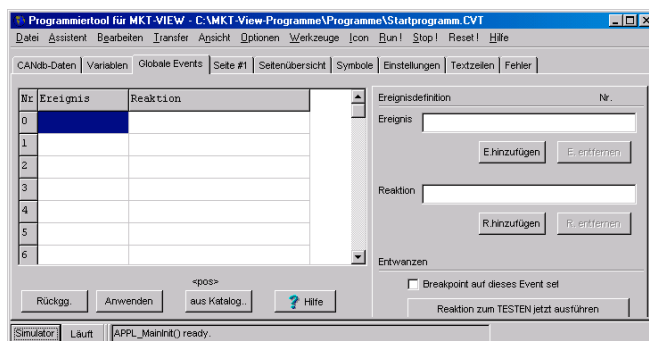 Programmiertool für MKT-VIEW - C:\MKT-View-Programme\Programme\Startprogramm.CVT
Datei Assistent Bearbeiten Transfer Ansicht Optionen Werkzeuge Icon Run! Stop! Reset! Hilfe
CANdb-Daten Variablen Globale Events Seite #1 Seitenübersicht Symbole Einstellungen Textzeilen Fehler
Nr Ereignis Reaktion
0
1
2
3
4
5
6
Ereignisdefinition Nr.
Ereignis
E.hinzufügen E. entfernen
Reaktion
R.hinzufügen R. entfernen
Entwanzen
Breakpoint auf dieses Event set
Reaktion zum TESTEN jetzt ausführen
<pos>
Rückgg. Anwenden aus Katalog.. ? Hilfe
Simulator Läuft APPL_MainInit() ready.